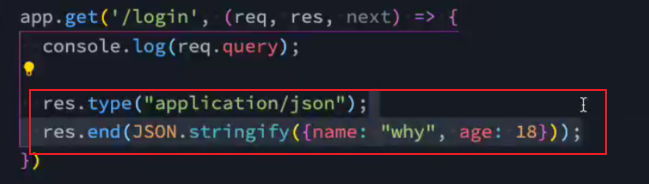 app.get('/login', (req, res, next) => {
console.log(req.query);
res.type("application/json");
res.end(JSON.stringify({name: "why", age: 18}));
})